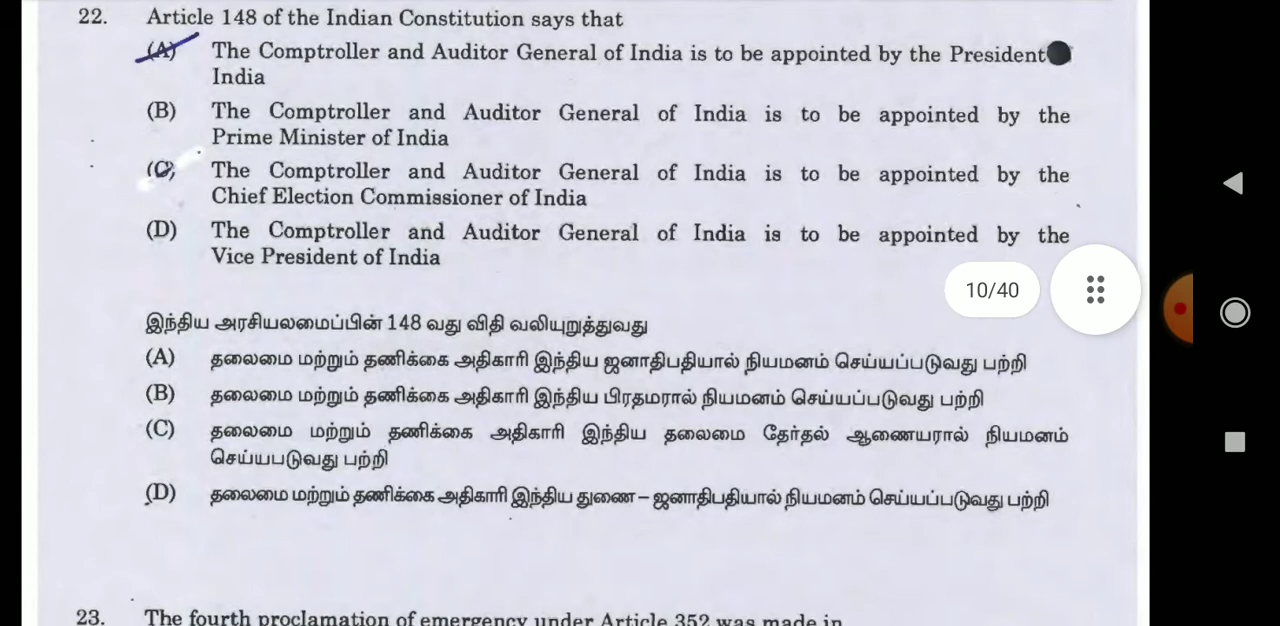 22. Article 148 of the Indian Constitution says that
(A) The Comptroller and Auditor General of India is to be appointed by the President
India
(B) The Comptroller and Auditor General of India is to be appointed by the
Prime Minister of India
(C) The Comptroller and Auditor General of India is to be appointed by the
Chief Election Commissioner of India
(D) The Comptroller and Auditor General of India is to be appointed by the
Vice President of India
10/40
இந்திய அரசியலமைப்பின் 148 வது விதி வலியுறுத்துவது
(A) தலைமை மற்றும் தணிக்கை அதிகாரி இந்திய ஜனாதிபதியால் நியமனம் செய்யப்படுவது பற்றி
(B) தலைமை மற்றும் தணிக்கை அதிகாரி இந்திய பிரதமரால் நியமனம் செய்யப்படுவது பற்றி
(C) தலைமை மற்றும் தணிக்கை அதிகாரி இந்திய தலைமை தேர்தல் ஆணையரால் நியமனம்
செய்யபடுவது பற்றி
(D) தலைமை மற்றும் தணிக்கை அதிகாரி இந்திய துணை – ஜனாதிபதியால் நியமனம் செய்யப்படுவது பற்றி
23. The fourth proclamation of emergency under Article 352 was made in